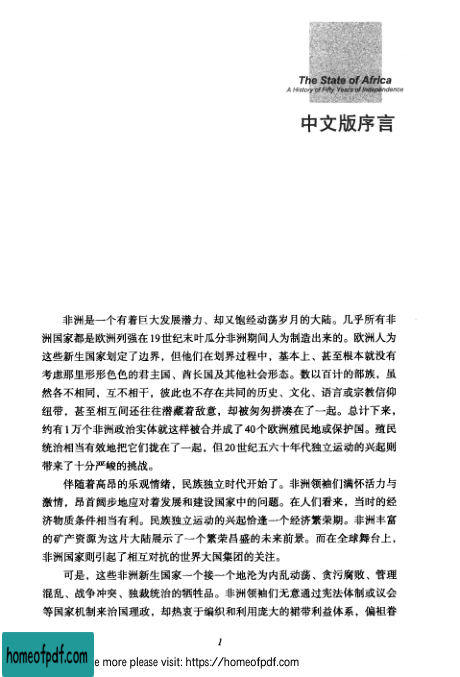 The State of Africa
A History of Fifty Years of Independence
中文版序言
非洲是一个有着巨大发展潜力、却又饱经动荡岁月的大陆。几乎所有非
洲国家都是欧洲列强在19世纪末叶瓜分非洲期间人为制造出来的。欧洲人为
这些新生国家划定了边界，但他们在划界过程中，基本上、甚至根本就没有
考虑那里形形色色的君主国、酋长国及其他社会形态。数以百计的部族，虽
然各不相同，互不相干，彼此也不存在共同的历史、文化、语言或宗教信仰
纽带，甚至相互间还往往潜藏着敌意，却被匆匆拼凑在了一起。总计下来，
约有1万个非洲政治实体就这样被合并成了40个欧洲殖民地或保护国。殖民
统治相当有效地把它们拢在了一起，但20世纪五六十年代独立运动的兴起则
带来了十分严峻的挑战。
伴随着高昂的乐观情绪，民族独立时代开始了。非洲领袖们满怀活力与
激情，昂首阔步地应对着发展和建设国家中的问题。在人们看来，当时的经
济物质条件相当有利。民族独立运动的兴起恰逢一个经济繁荣期。非洲丰富
的矿产资源为这片大陆展示了一个繁荣昌盛的未来前景。而在全球舞台上，
非洲国家则引起了相互对抗的世界大国集团的关注。
可是，这些非洲新生国家一个接一个地沦为内乱动荡、贪污腐败、管理
混乱、战争冲突、独裁统治的牺牲品。非洲领袖们无意通过宪法体制或议会
等国家机制来治国理政，却热衷于编织和利用庞大的裙带利益体系，偏袒眷
1
homeofpdf.com
e more please visit: https://homeofpdf.com